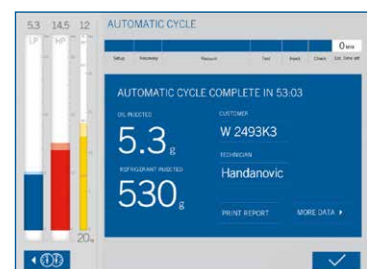 5.3 14.5 12 AUTOMATIC CYCLE
LP HP
0 MIN
Setup Recovery Vacuum Test Inject Check Est. Time left
AUTOMATIC CYCLE COMPLETE IN 53:03
OIL INJECTED
CUSTOMER
5.3 g
W 2493K3
TECHNICIAN
REFRIGERANT INJECTED
Handanovic
530 g
PRINT REPORT MORE DATA
20